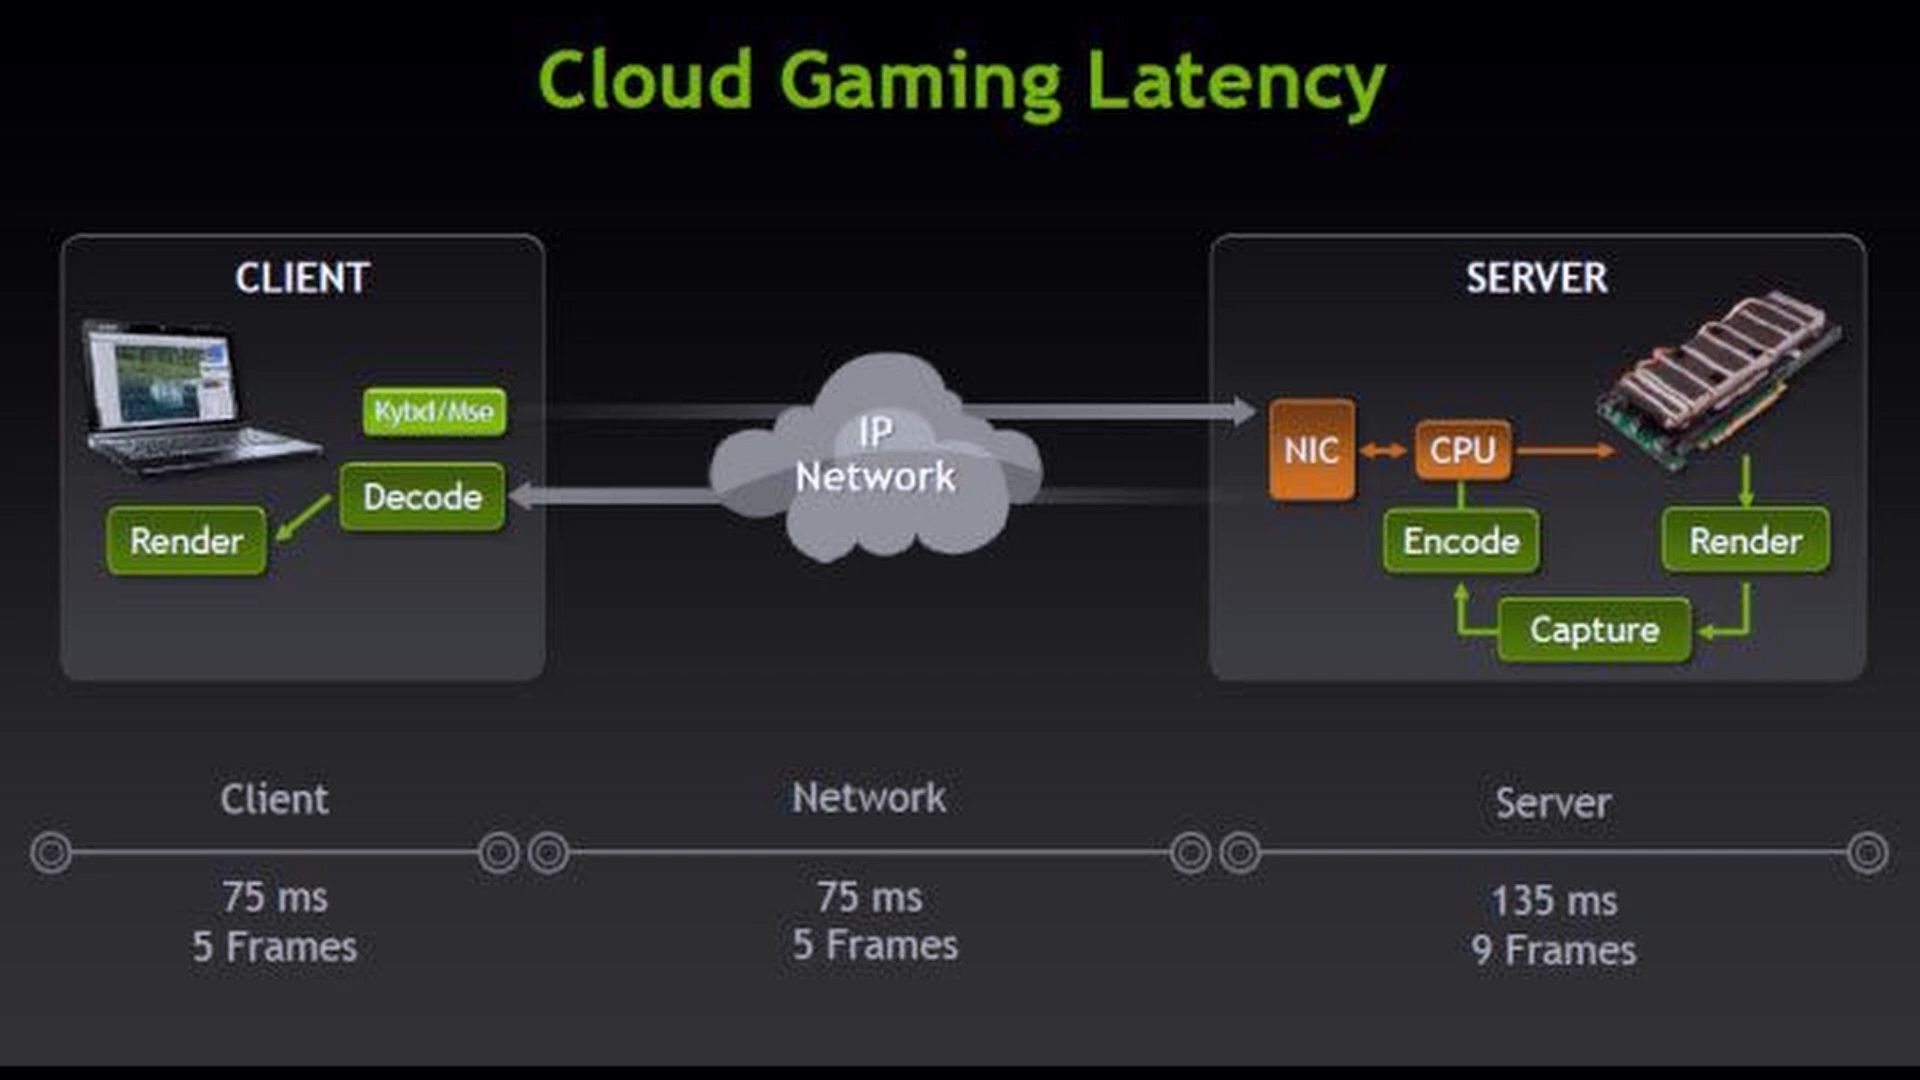 Cloud Gaming Latency
CLIENT
Kybd/Mse
Decode
Render
IP
Network
SERVER
NIC
CPU
Encode
Render
Capture
Client
75 ms
5 Frames
Network
75 ms
5 Frames
Server
135 ms
9 Frames